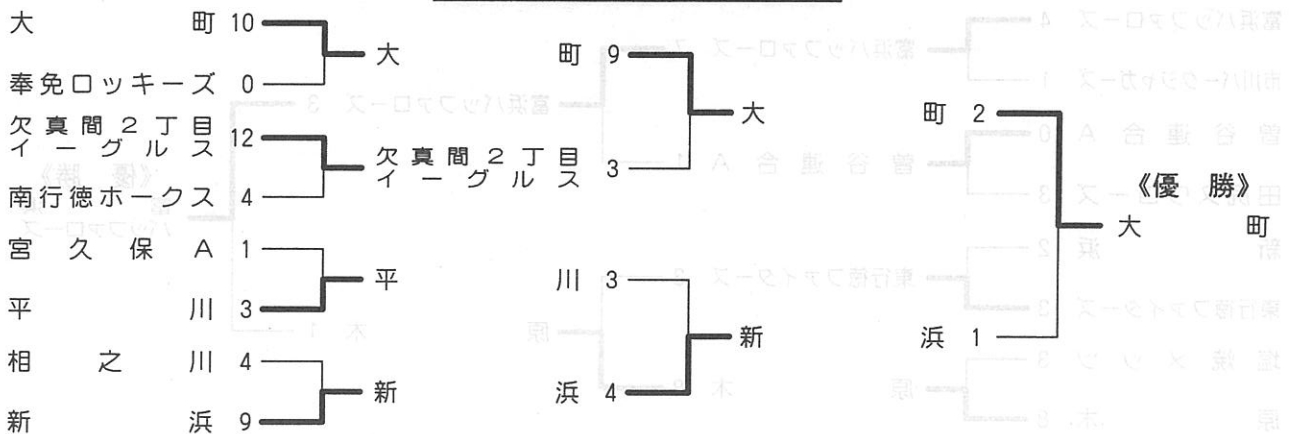 大町 10
奉免ロッキーズ 0
欠真間２丁目
イーグルス 12
南行徳ホークス 4
宮久保A 1
平川 3
相之川 4
新浜 9
大町 9
欠真間２丁目
イーグルス 3
平川 3
新浜 4
大町 2
新浜 1
《優勝》
大町